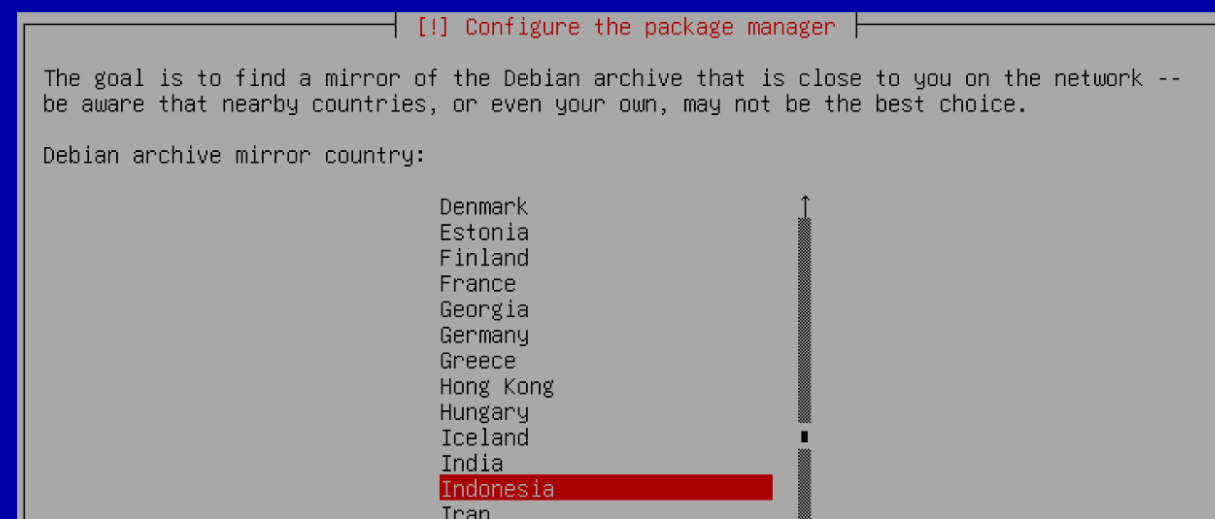 [!] Configure the package manager
The goal is to find a mirror of the Debian archive that is close to you on the network --
be aware that nearby countries, or even your own, may not be the best choice.
Debian archive mirror country:
Denmark
Estonia
Finland
France
Georgia
Germany
Greece
Hong Kong
Hungary
Iceland
India
Indonesia
Iran